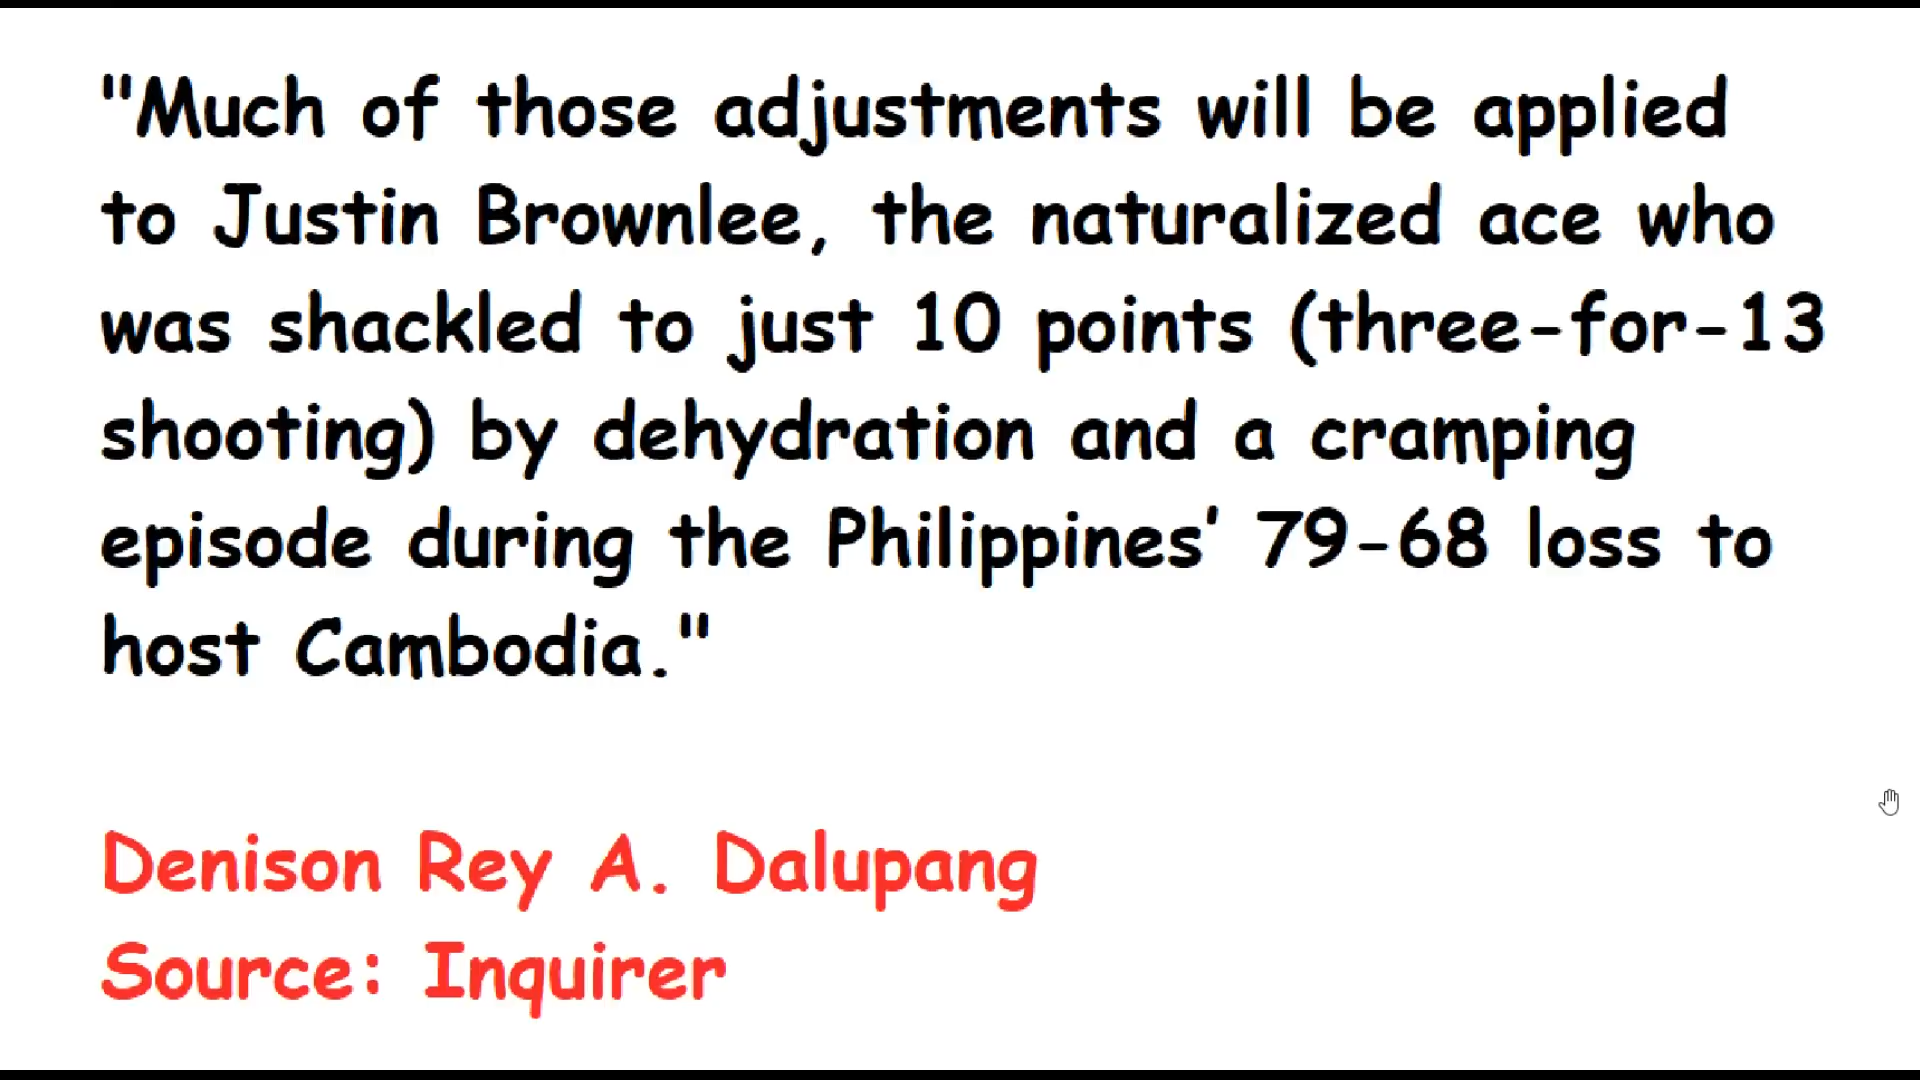 "Much of those adjustments will be applied
to Justin Brownlee, the naturalized ace who
was shackled to just 10 points (three-for-13
shooting) by dehydration and a cramping
episode during the Philippines’ 79-68 loss to
host Cambodia."
Denison Rey A. Dalupang
Source: Inquirer